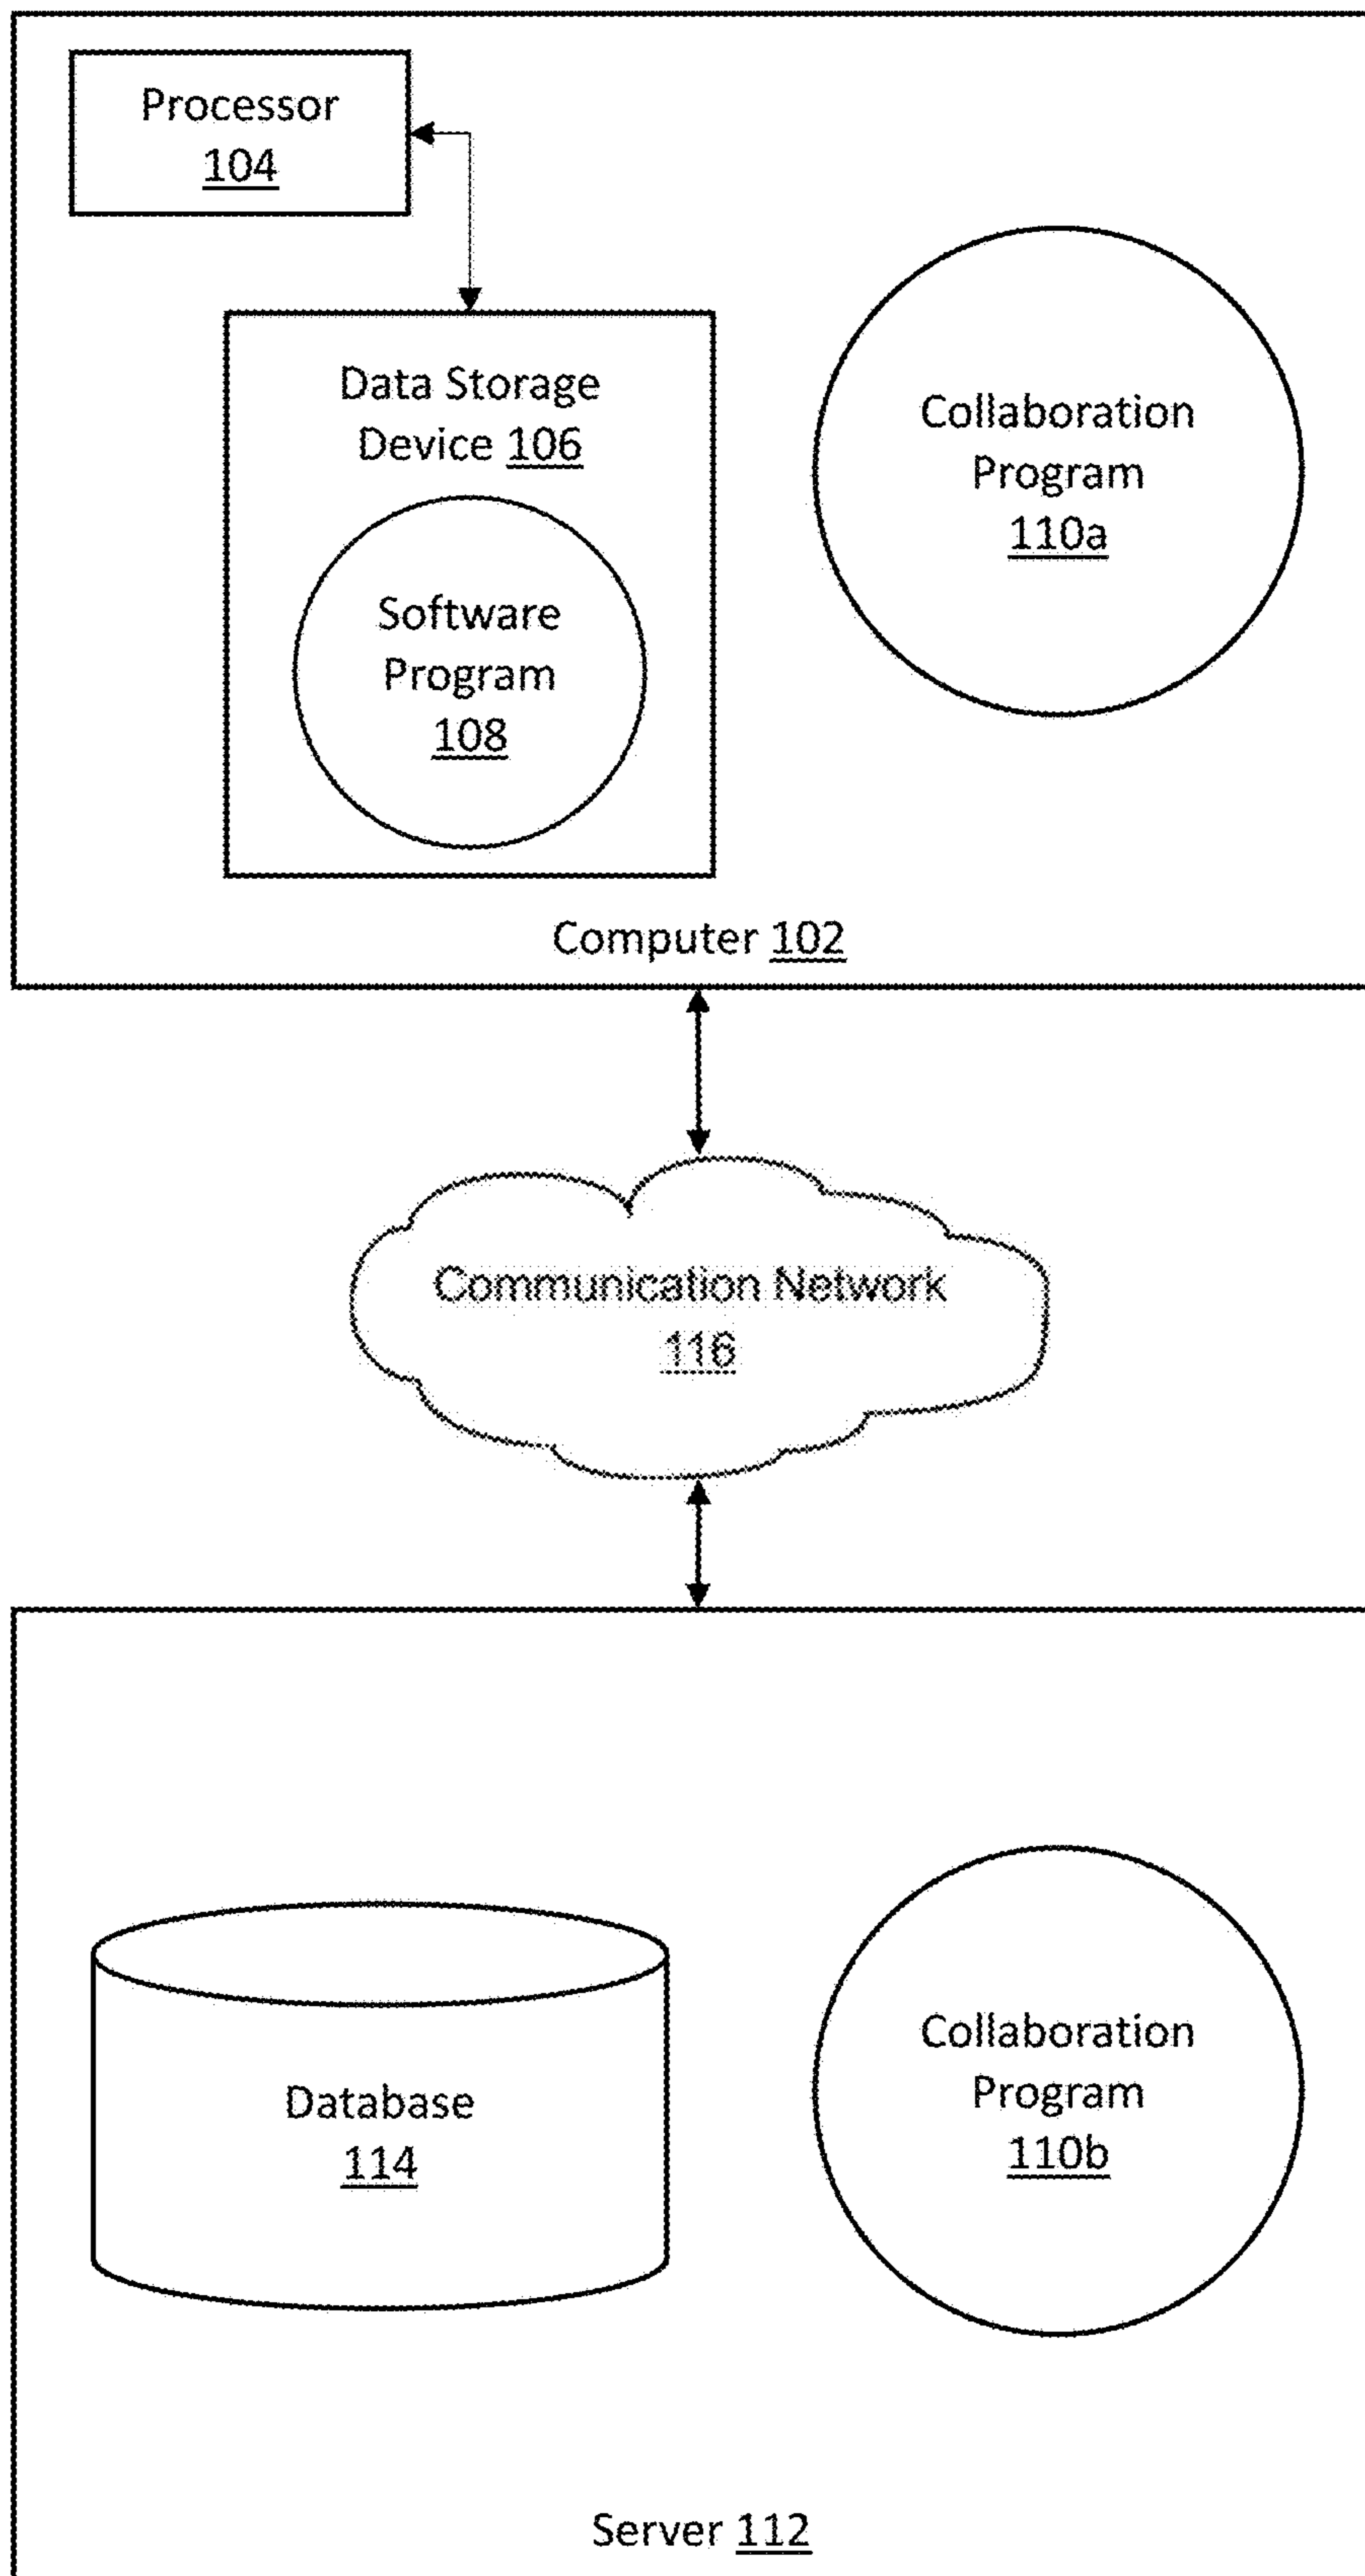 Processor
104
Data Storage
Device 106
Software
Program
108
Collaboration
Program
110a
Computer 102
Communication Network
116
Database
114
Collaboration
Program
110b
Server 112